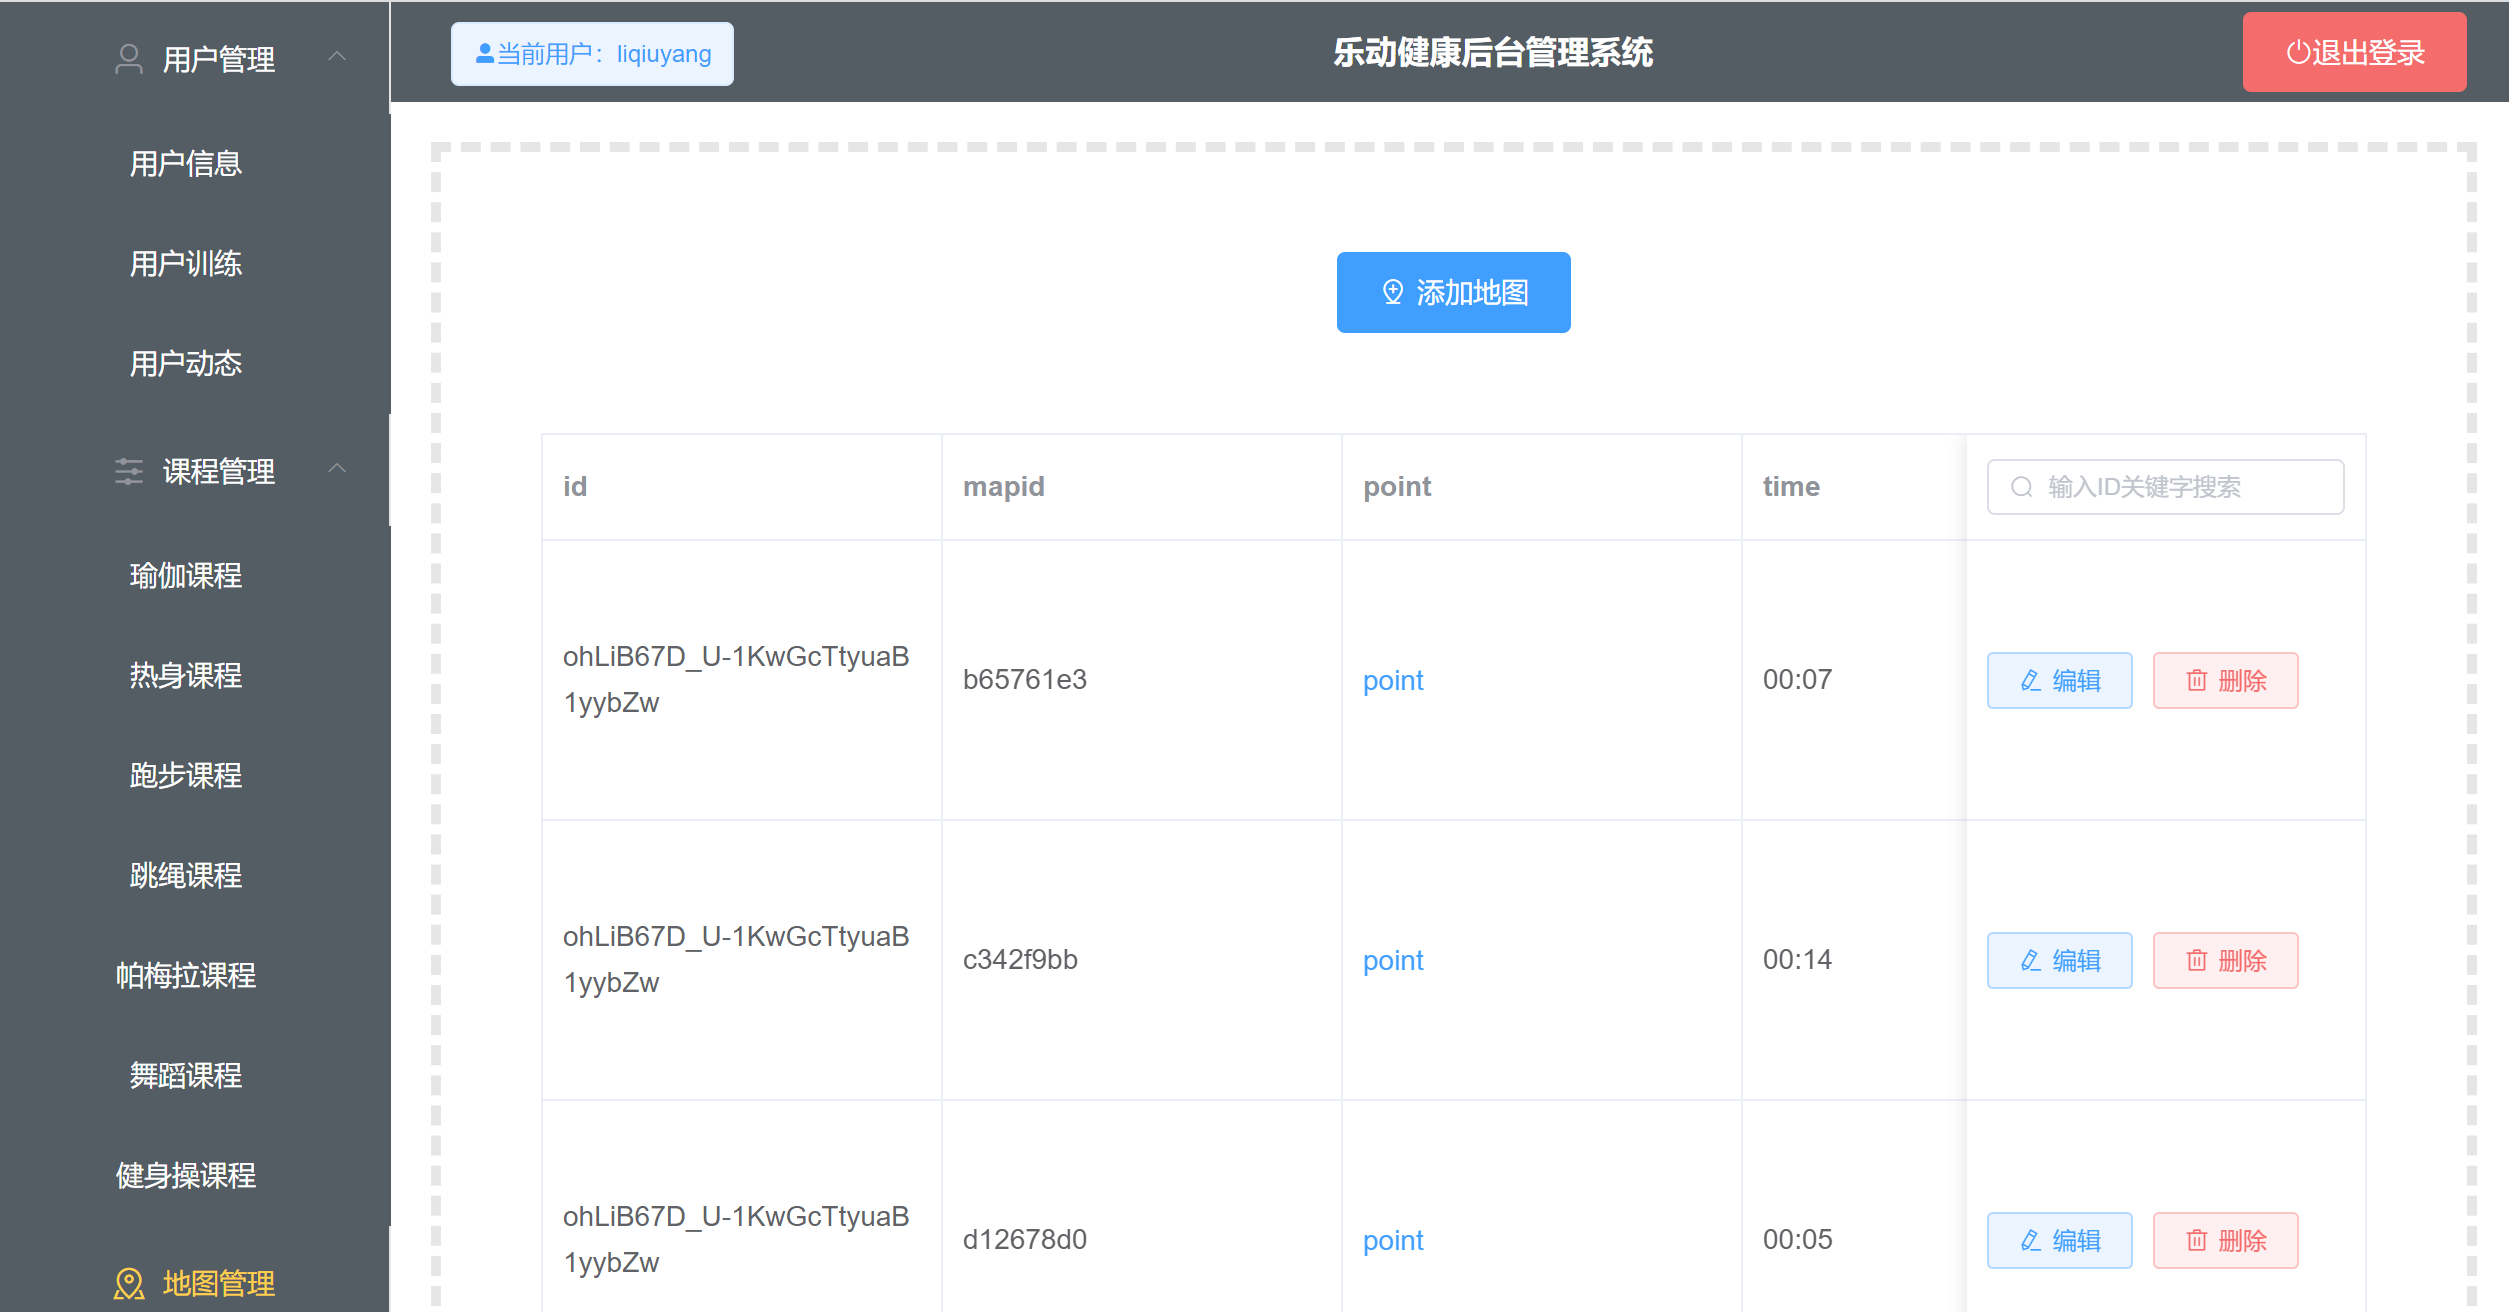 用户管理
用户信息
用户训练
用户动态
课程管理
瑜伽课程
热身课程
跑步课程
跳绳课程
帕梅拉课程
舞蹈课程
健身操课程
地图管理
当前用户：liqiuyang
乐动健康后台管理系统
退出登录
添加地图
id mapid point time 输入ID关键字搜索
ohLiB67D_U-1KwGcTtyuaB
1yybZw
b65761e3 point 00:07 编辑 删除
ohLiB67D_U-1KwGcTtyuaB
1yybZw
c342f9bb point 00:14 编辑 删除
ohLiB67D_U-1KwGcTtyuaB
1yybZw
d12678d0 point 00:05 编辑 删除